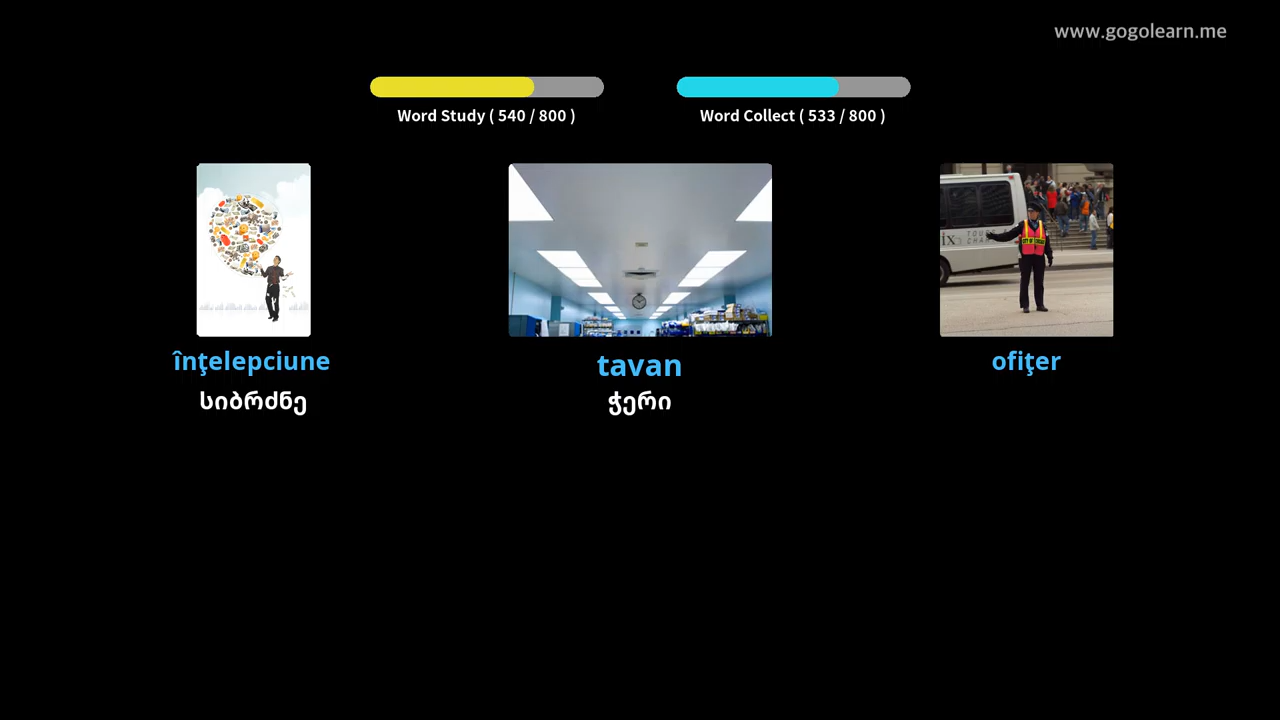 www.gogolearn.me
Word Study ( 540 / 800 )
Word Collect ( 533 / 800 )
înţelepciune
tavan
ofiţer
სიბრძნე
ჭერი